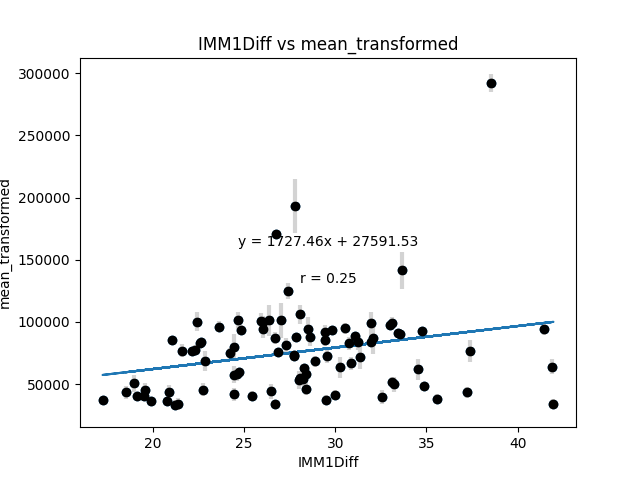 IMM1Diff vs mean_transformed
300000
250000
200000
150000
100000
50000
mean_transformed
y = 1727.46x + 27591.53
r = 0.25
20 25 30 35 40
IMM1Diff